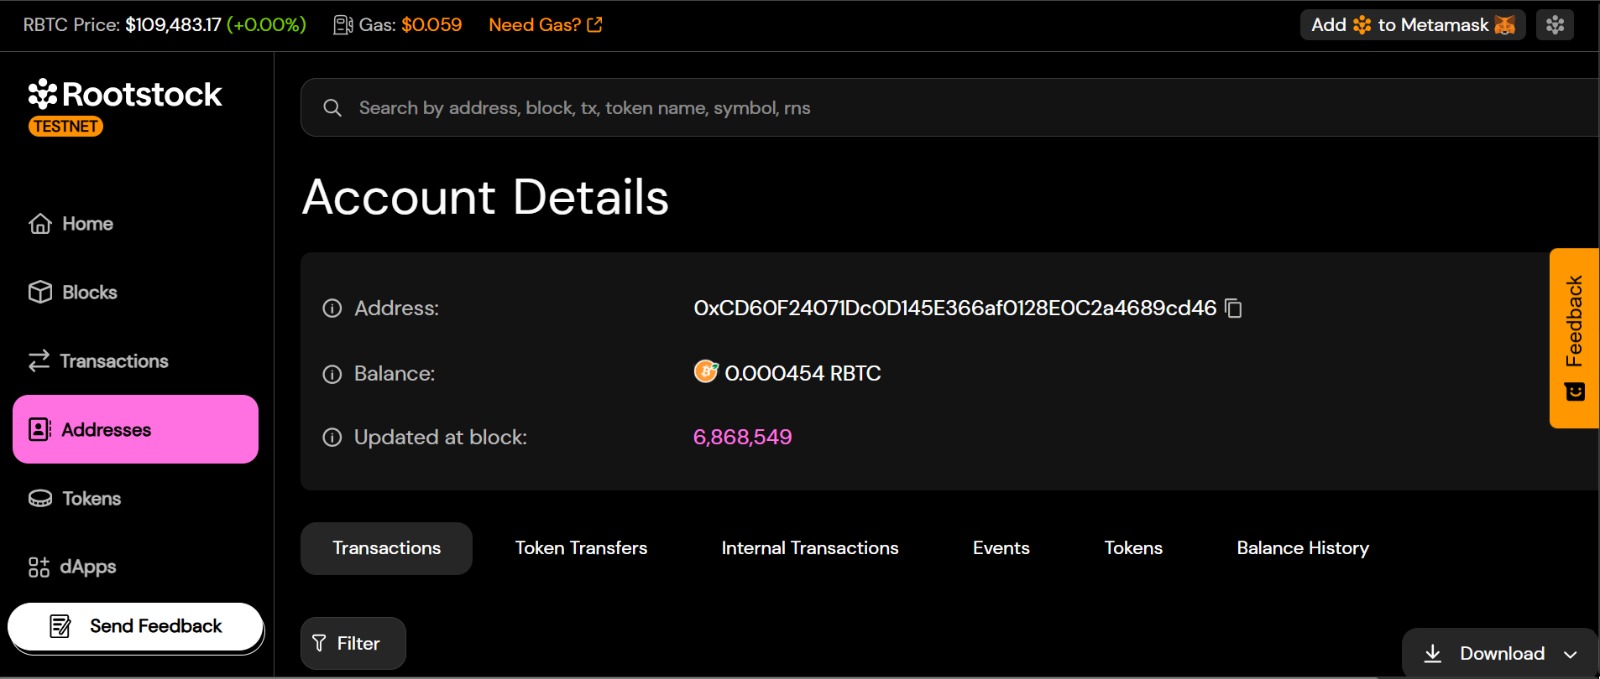 RBTC Price: $109,483.17 (+0.00%) Gas: $0.059 Need Gas? Add to Metamask
Rootstock
TESTNET
Search by address, block, tx, token name, symbol, rns
Account Details
Home
Blocks
Transactions
Addresses
Tokens
dApps
Send Feedback
Address: 0xCD60F24071Dc0D145E366af0128E0C2a4689cd46
Balance: 0.000454 RBTC
Updated at block: 6,868,549
Feedback
Transactions Token Transfers Internal Transactions Events Tokens Balance History
Filter
Download